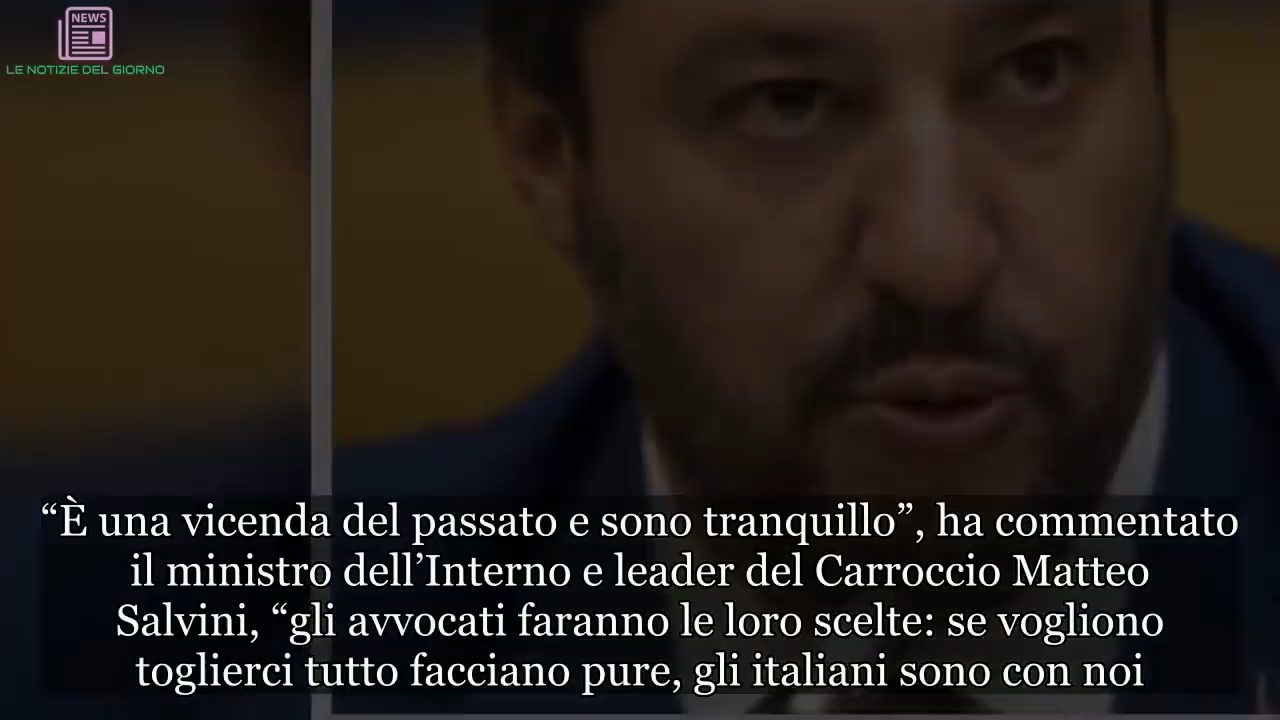 NEWS
LE NOTIZIE DEL GIORNO
“È una vicenda del passato e sono tranquillo”, ha commentato
il ministro dell’Interno e leader del Carroccio Matteo
Salvini, “gli avvocati faranno le loro scelte: se vogliono
toglierci tutto facciano pure, gli italiani sono con noi